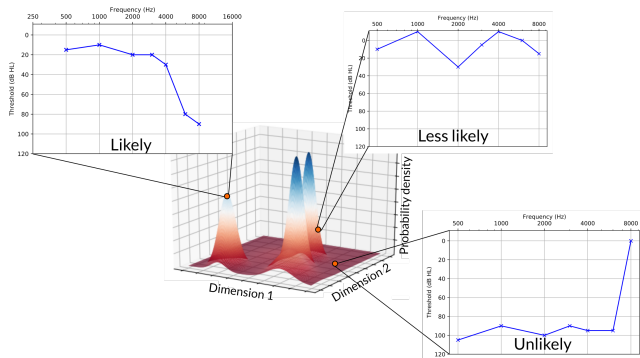 Frequency (Hz)
250 500 1000 2000 4000 8000 16000
0
20
40
60
80
100
120
Threshold (dB HL)
Likely
Frequency (Hz)
500 1000 2000 4000 8000
0
20
40
60
80
100
120
Threshold (dB HL)
Less likely
Probability density
Dimension 1
Dimension 2
Frequency (Hz)
500 1000 2000 4000 8000
0
20
40
60
80
100
120
Threshold (dB HL)
Unlikely